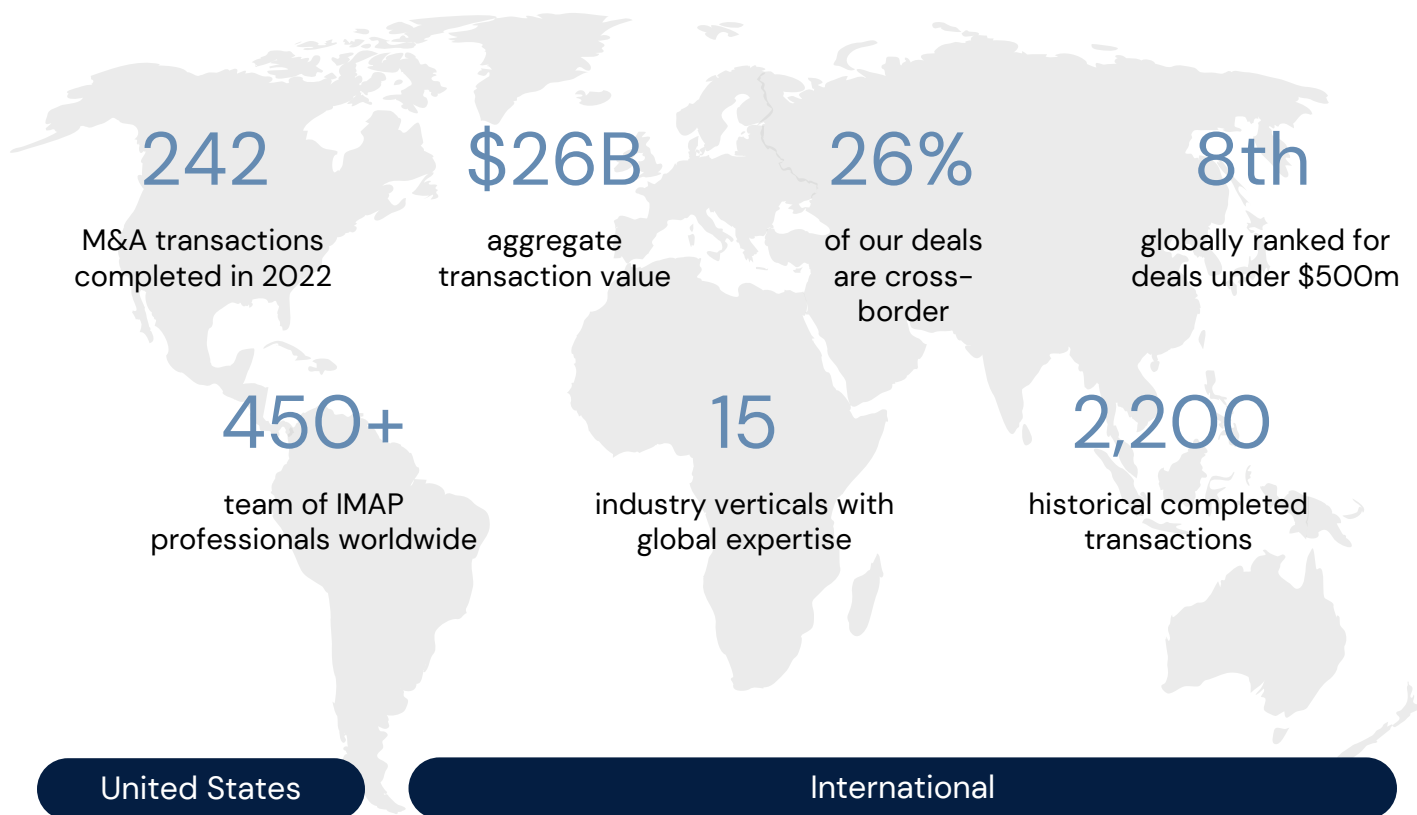 242
M&A transactions
completed in 2022
$26B
aggregate
transaction value
26%
of our deals
are cross-
border
8th
globally ranked for
deals under $500m
450+
team of IMAP
professionals worldwide
15
industry verticals with
global expertise
2,200
historical completed
transactions
United States
International